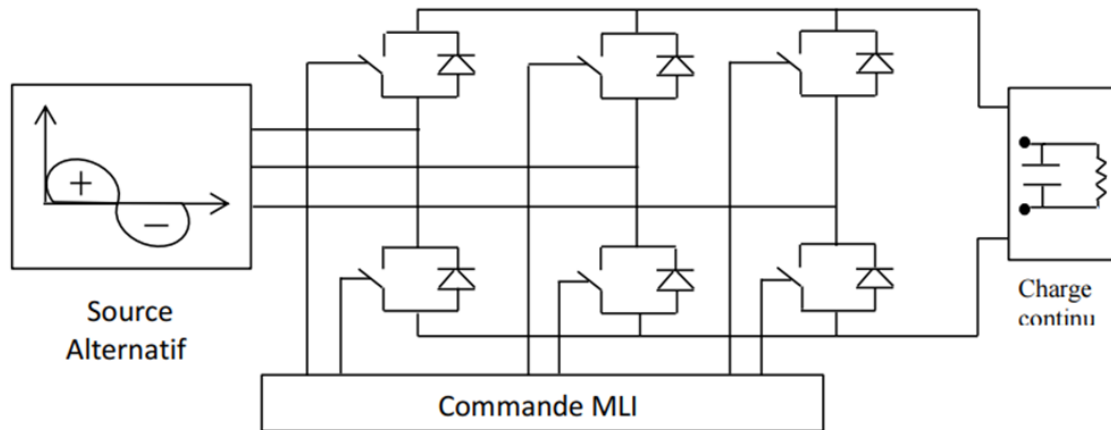 +
−
Source
Alternatif
Charge
continu
Commande MLI